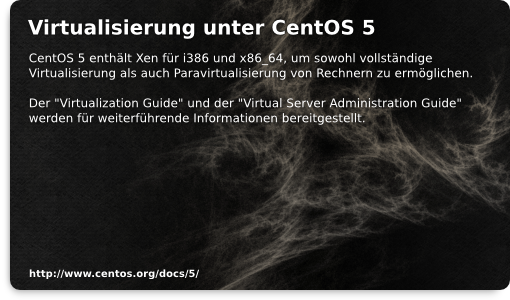 Virtualisierung unter CentOS 5
CentOS 5 enthält Xen für i386 und x86_64, um sowohl vollständige
Virtualisierung als auch Paravirtualisierung von Rechnern zu ermöglichen.
Der "Virtualization Guide" und der "Virtual Server Administration Guide"
werden für weiterführende Informationen bereitgestellt.
http://www.centos.org/docs/5/